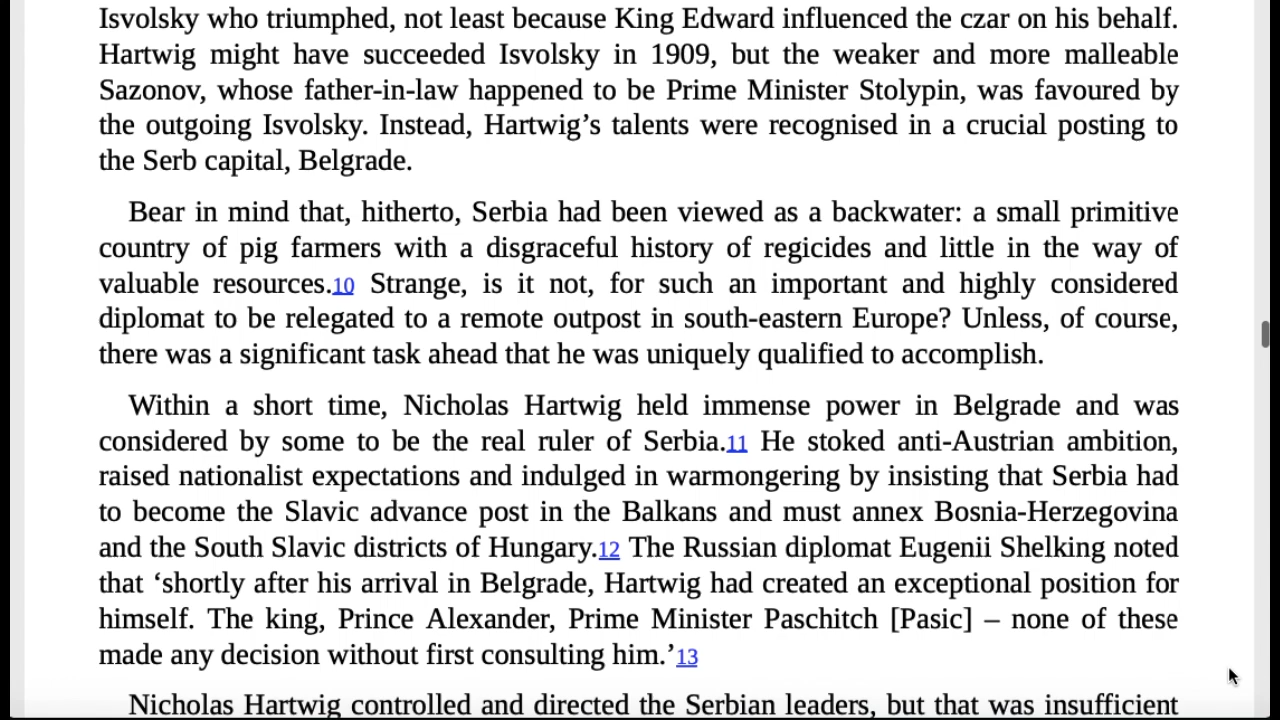 Isvolsky who triumphed, not least because King Edward influenced the czar on his behalf.
Hartwig might have succeeded Isvolsky in 1909, but the weaker and more malleable
Sazonov, whose father-in-law happened to be Prime Minister Stolypin, was favoured by
the outgoing Isvolsky. Instead, Hartwig’s talents were recognised in a crucial posting to
the Serb capital, Belgrade.
Bear in mind that, hitherto, Serbia had been viewed as a backwater: a small primitive
country of pig farmers with a disgraceful history of regicides and little in the way of
valuable resources.10 Strange, is it not, for such an important and highly considered
diplomat to be relegated to a remote outpost in south-eastern Europe? Unless, of course,
there was a significant task ahead that he was uniquely qualified to accomplish.
Within a short time, Nicholas Hartwig held immense power in Belgrade and was
considered by some to be the real ruler of Serbia.11 He stoked anti-Austrian ambition,
raised nationalist expectations and indulged in warmongering by insisting that Serbia had
to become the Slavic advance post in the Balkans and must annex Bosnia-Herzegovina
and the South Slavic districts of Hungary.12 The Russian diplomat Eugenii Shelking noted
that ‘shortly after his arrival in Belgrade, Hartwig had created an exceptional position for
himself. The king, Prince Alexander, Prime Minister Paschitch [Pasic] – none of these
made any decision without first consulting him.’13
Nicholas Hartwig controlled and directed the Serbian leaders, but that was insufficient